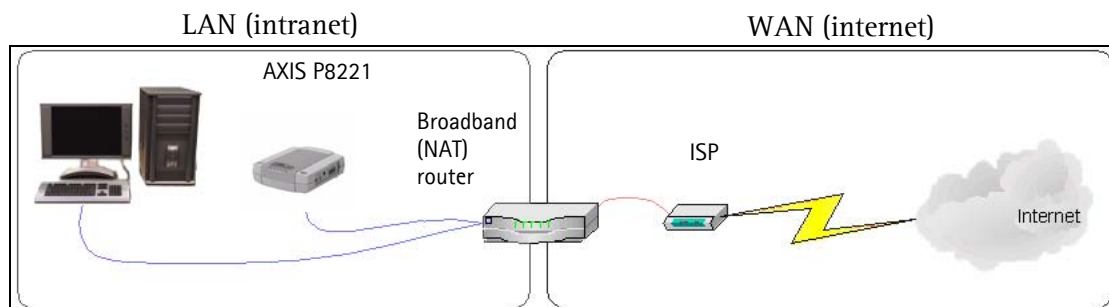 LAN (intranet)
WAN (internet)
AXIS P8221
Broadband
(NAT)
router
ISP
Internet